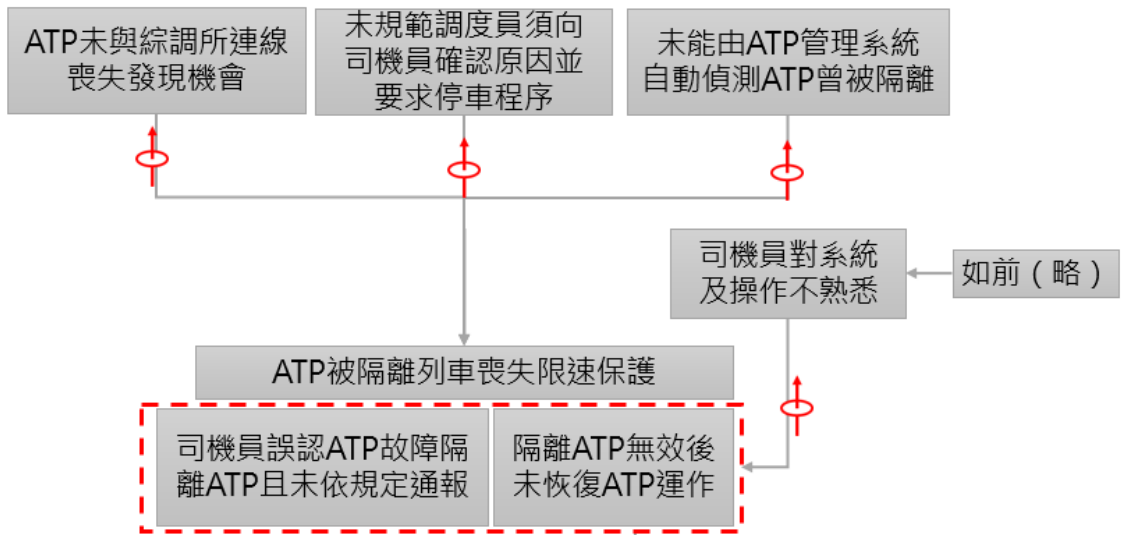 ATP未與綜調所連線
喪失發現機會
未規範調度員須向
司機員確認原因並
要求停車程序
未能由ATP管理系統
自動偵測ATP曾被隔離
司機員對系統
及操作不熟悉
如前（略）
ATP被隔離列車喪失限速保護
司機員誤認ATP故障隔
離ATP且未依規定通報
隔離ATP無效後
未恢復ATP運作